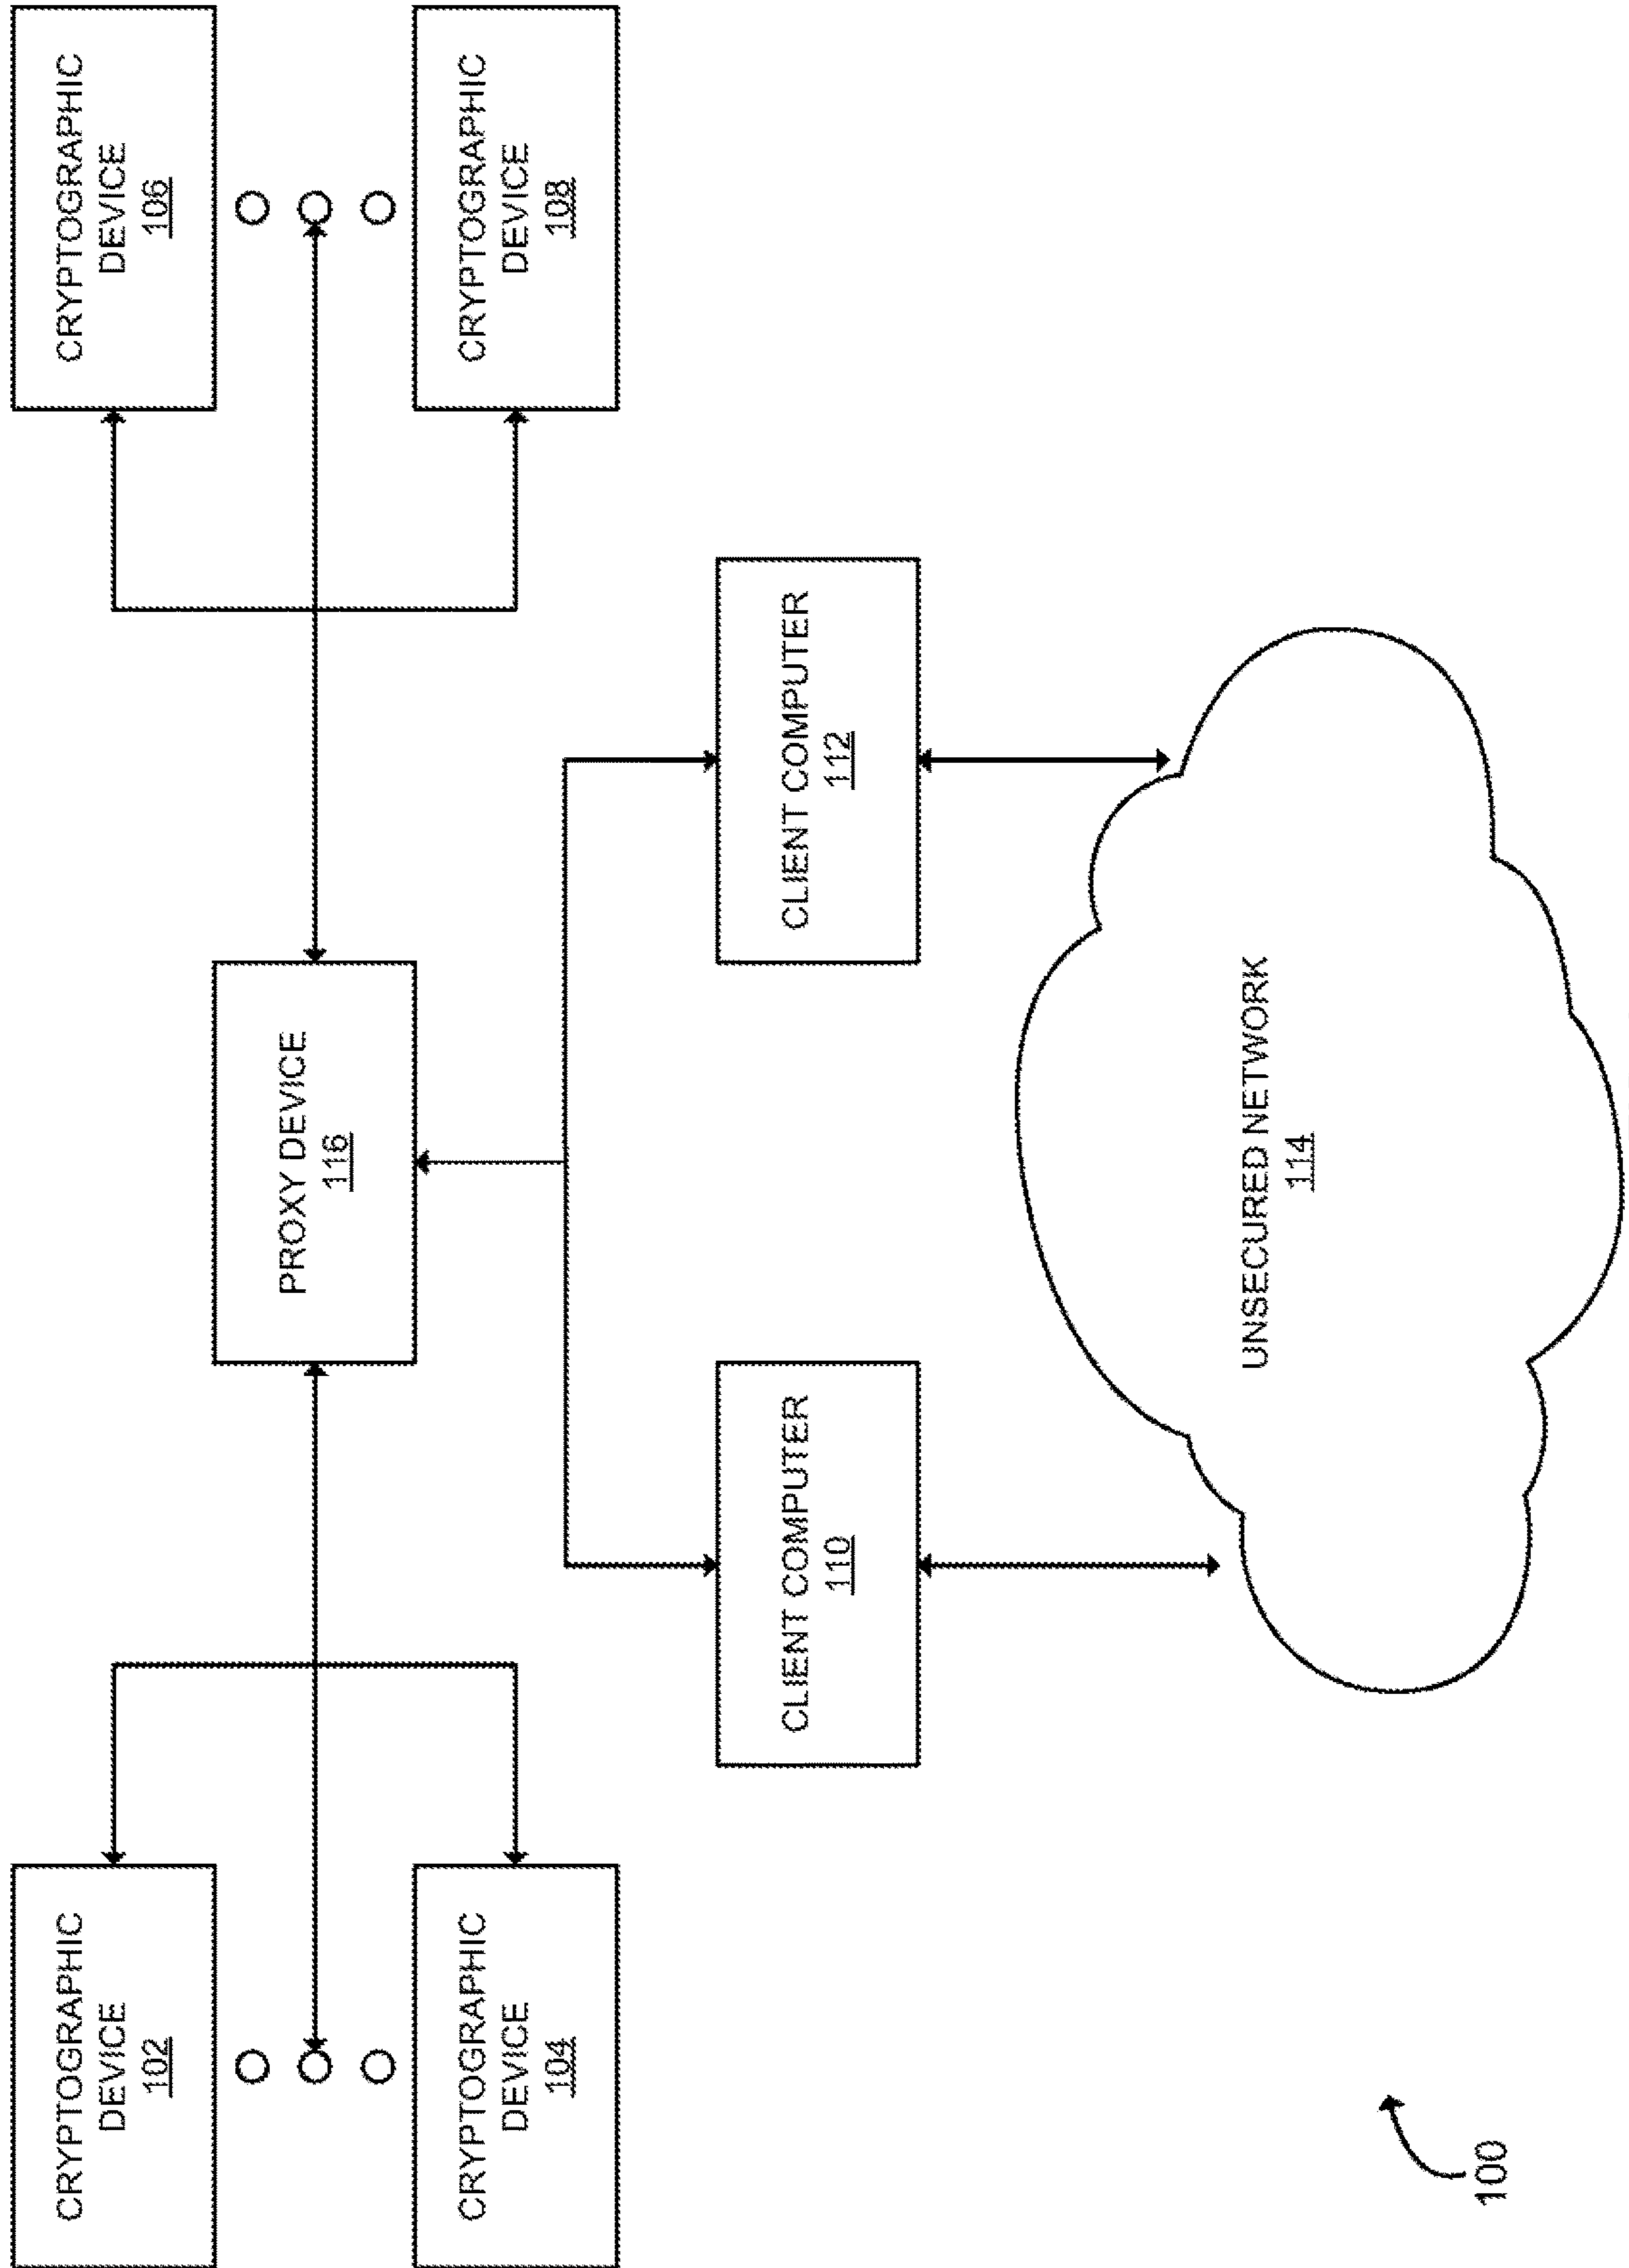 CRYPTOGRAPHIC
DEVICE
102
CRYPTOGRAPHIC
DEVICE
104
PROXY DEVICE
116
CRYPTOGRAPHIC
DEVICE
106
CRYPTOGRAPHIC
DEVICE
108
CLIENT COMPUTER
110
CLIENT COMPUTER
112
UNSECURED NETWORK
114
100